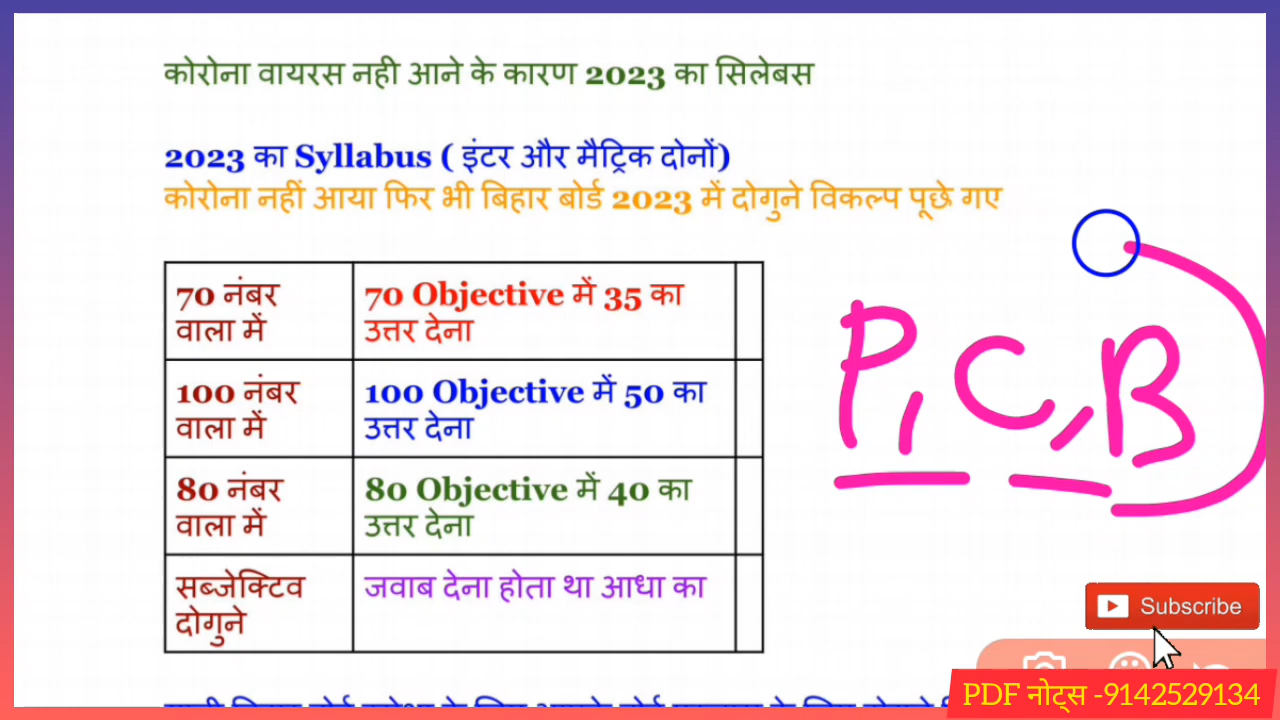 कोरोना वायरस नही आने के कारण 2023 का सिलेबस
2023 का Syllabus ( इंटर और मैट्रिक दोनों)
कोरोना नहीं आया फिर भी बिहार बोर्ड 2023 में दोगुने विकल्प पूछे गए
70 नंबर
वाला में
70 Objective में 35 का
उत्तर देना
100 नंबर
वाला में
100 Objective में 50 का
उत्तर देना
80 नंबर
वाला में
80 Objective में 40 का
उत्तर देना
सब्जेक्टिव
दोगुने
जवाब देना होता था आधा का
P, C, B
Subscribe
PDF नोट्स -9142529134